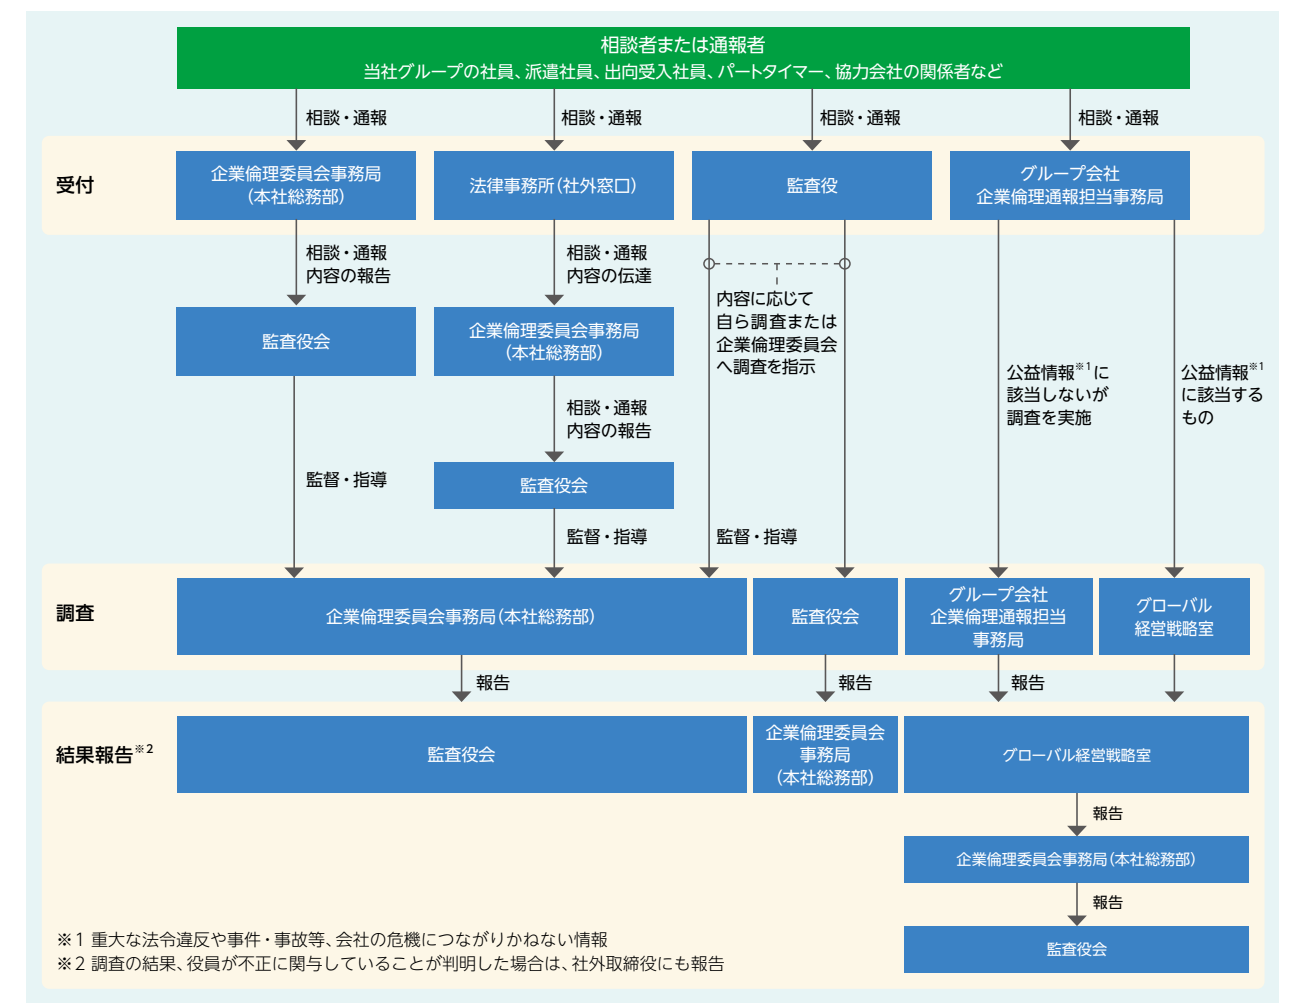 相談者または通報者
当社グループの社員、派遣社員、出向受入社員、パートタイマー、協力会社の関係者など
相談・通報
相談・通報
相談・通報
相談・通報
受付
企業倫理委員会事務局
(本社総務部)
法律事務所(社外窓口)
監査役
グループ会社
企業倫理通報担当事務局
相談・通報
内容の報告
相談・通報
内容の伝達
内容に応じて
自ら調査または
企業倫理委員会
へ調査を指示
監査役会
企業倫理委員会事務局
(本社総務部)
公益情報※1に
該当しないが
調査を実施
公益情報※1
に該当する
もの
相談・通報
内容の報告
監督・指導
監査役会
監督・指導
監督・指導
調査
企業倫理委員会事務局(本社総務部)
監査役会
グループ会社
企業倫理通報担当
事務局
グローバル
経営戦略室
報告
報告
報告
結果報告※2
監査役会
企業倫理委員会
事務局
(本社総務部)
グローバル経営戦略室
報告
企業倫理委員会事務局(本社総務部)
報告
監査役会
※1 重大な法令違反や事件・事故等、会社の危機につながりかねない情報
※2 調査の結果、役員が不正に関与していることが判明した場合は、社外取締役にも報告